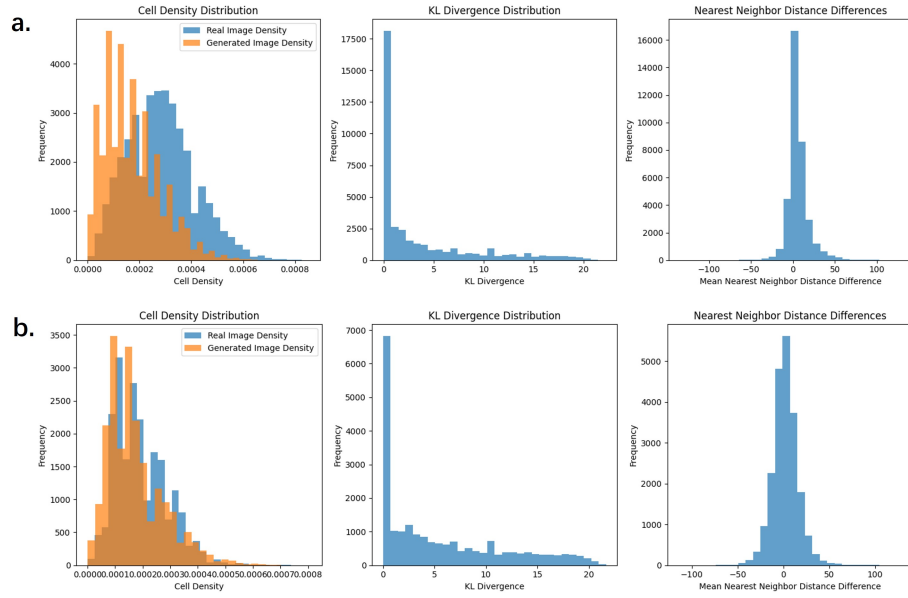 a.
Cell Density Distribution
Real Image Density
Generated Image Density
Frequency
4000
3000
2000
1000
0
0.0000 0.0002 0.0004 0.0006 0.0008
Cell Density
KL Divergence Distribution
Frequency
17500
15000
12500
10000
7500
5000
2500
0
0 5 10 15 20
KL Divergence
Nearest Neighbor Distance Differences
Frequency
16000
14000
12000
10000
8000
6000
4000
2000
0
−100 −50 0 50 100
Mean Nearest Neighbor Distance Difference
b.
Cell Density Distribution
Real Image Density
Generated Image Density
Frequency
3500
3000
2500
2000
1500
1000
500
0
0.00000.00010.00020.00030.00040.00050.00060.00070.0008
Cell Density
KL Divergence Distribution
Frequency
7000
6000
5000
4000
3000
2000
1000
0
0 5 10 15 20
KL Divergence
Nearest Neighbor Distance Differences
Frequency
5000
4000
3000
2000
1000
0
−100 −50 0 50 100
Mean Nearest Neighbor Distance Difference